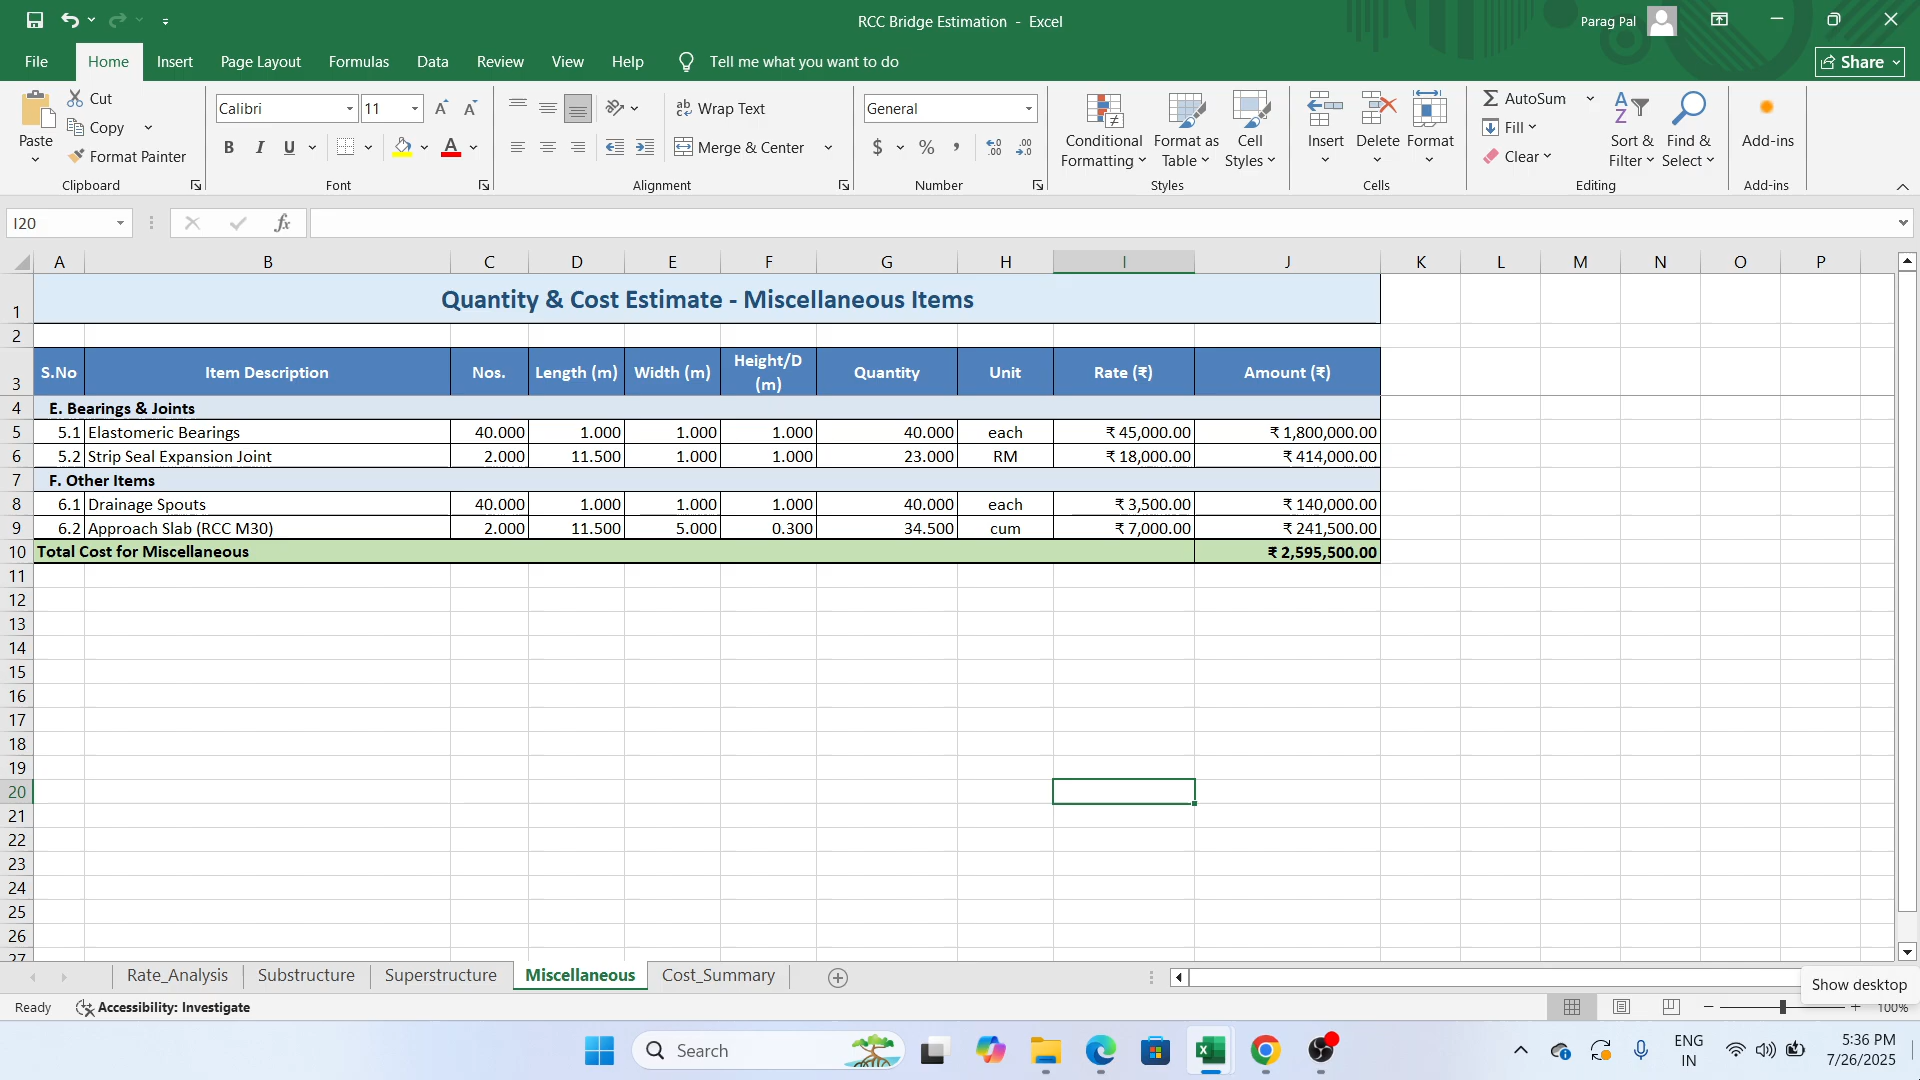 RCC Bridge Estimation - Excel
Parag Pal
File Home Insert Page Layout Formulas Data Review View Help Tell me what you want to do
Share
Paste
Cut
Copy
Format Painter
Clipboard
Calibri 11
B I U
Font
Wrap Text
Merge & Center
Alignment
General
$ % ,
Number
Conditional Formatting
Format as Table
Cell Styles
Styles
Insert Delete Format
Cells
AutoSum
Fill
Clear
Sort & Filter
Find & Select
Editing
Add-ins
Add-ins
I20 fx
A B C D E F G H I J K L M N O P
1 Quantity & Cost Estimate - Miscellaneous Items
2
3 S.No Item Description Nos. Length (m) Width (m) Height/D (m) Quantity Unit Rate (₹) Amount (₹)
4 E. Bearings & Joints
5 5.1 Elastomeric Bearings 40.000 1.000 1.000 1.000 40.000 each ₹ 45,000.00 ₹ 1,800,000.00
6 5.2 Strip Seal Expansion Joint 2.000 11.500 1.000 1.000 23.000 RM ₹ 18,000.00 ₹ 414,000.00
7 F. Other Items
8 6.1 Drainage Spouts 40.000 1.000 1.000 1.000 40.000 each ₹ 3,500.00 ₹ 140,000.00
9 6.2 Approach Slab (RCC M30) 2.000 11.500 5.000 0.300 34.500 cum ₹ 7,000.00 ₹ 241,500.00
10 Total Cost for Miscellaneous ₹ 2,595,500.00
11
12
13
14
15
16
17
18
19
20
21
22
23
24
25
26
27
Rate_Analysis Substructure Superstructure Miscellaneous Cost_Summary
Show desktop
Ready Accessibility: Investigate 100%
Search
ENG
IN
5:36 PM
7/26/2025